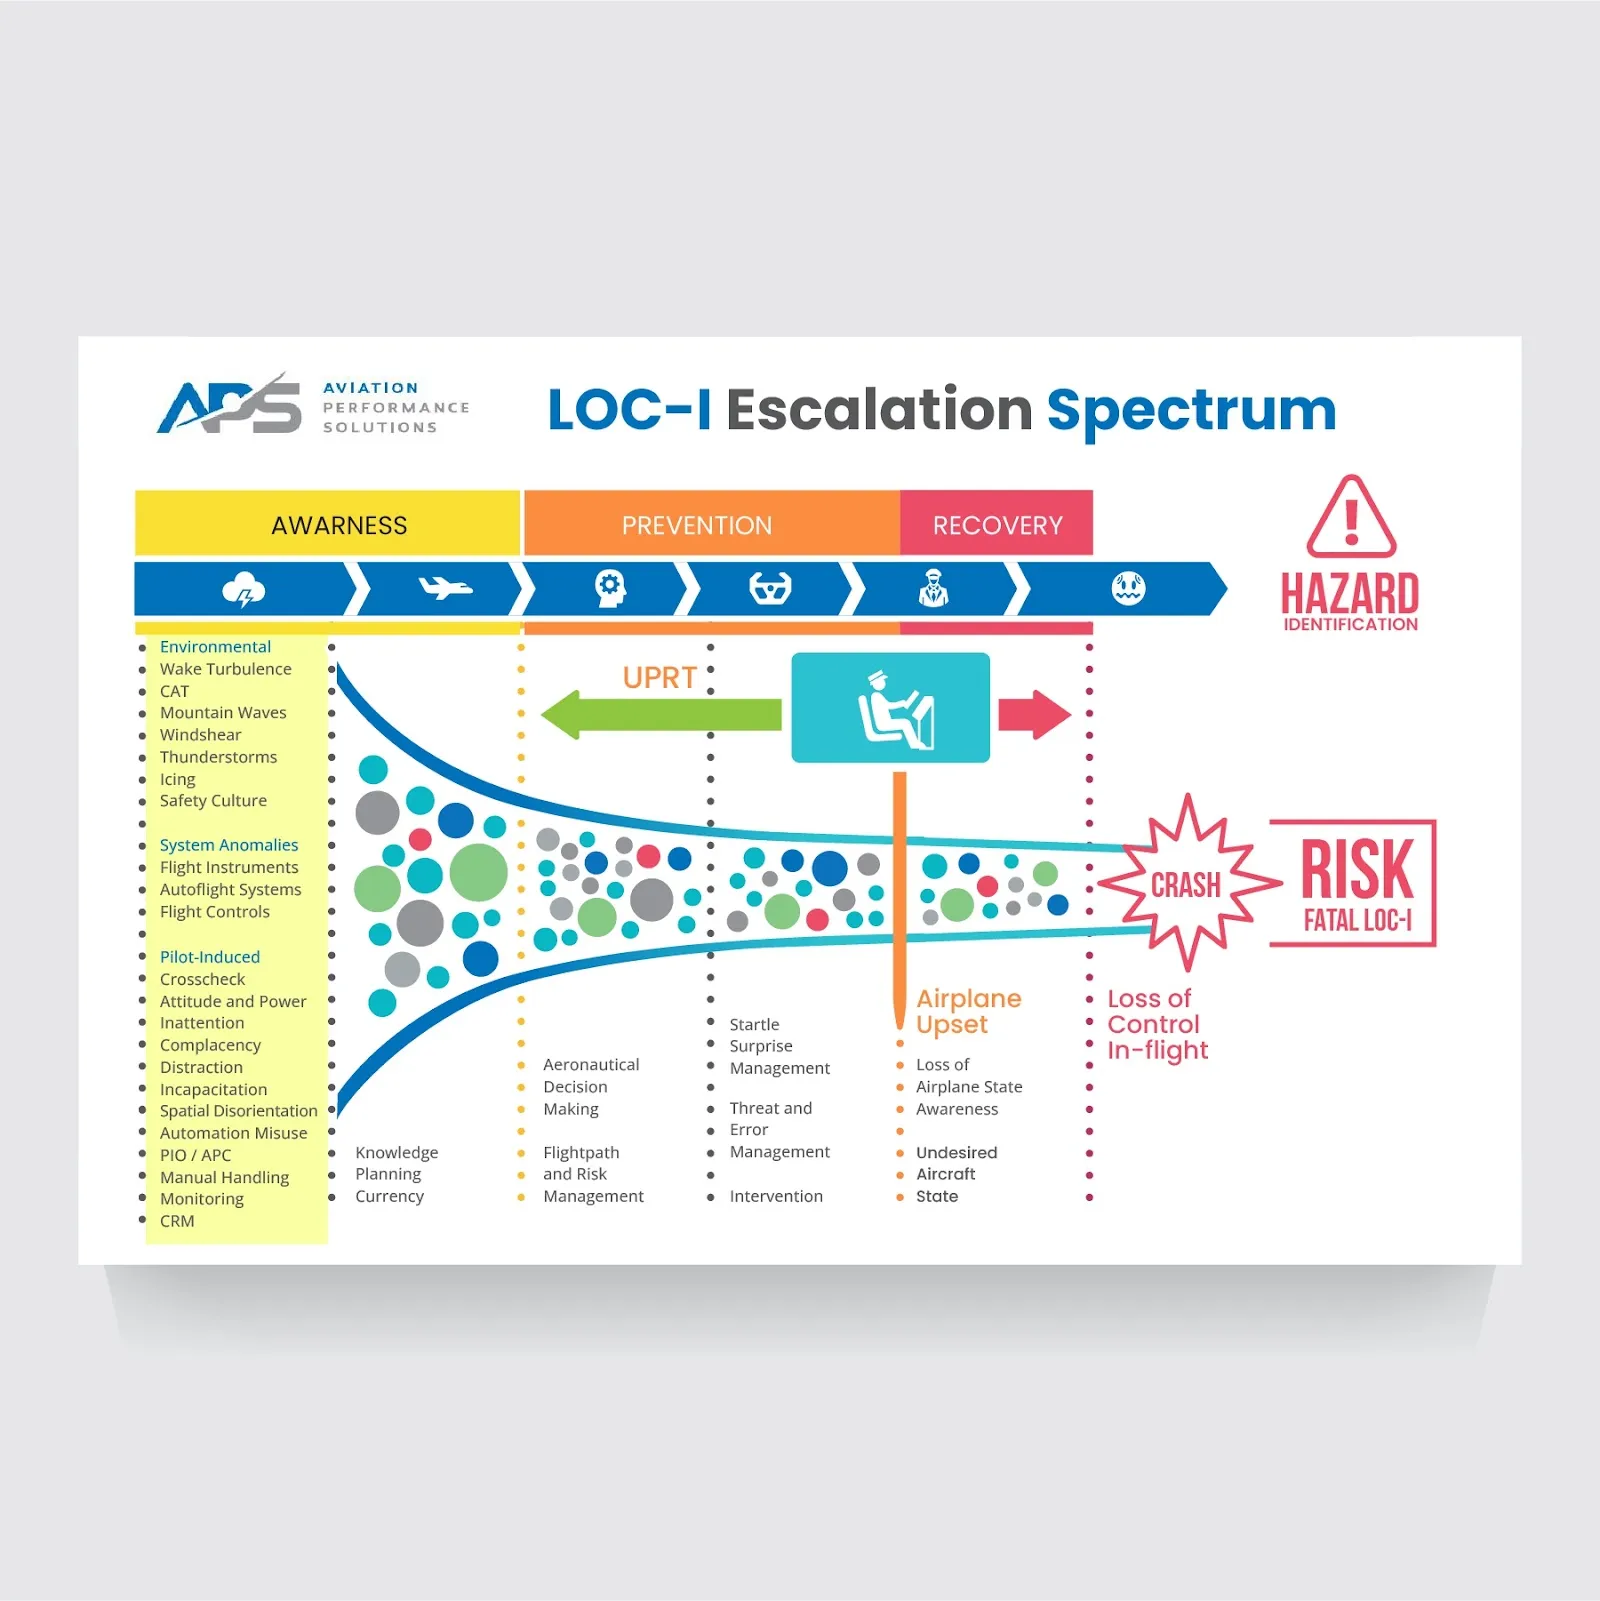 APS
AVIATION
PERFORMANCE
SOLUTIONS
LOC-I Escalation Spectrum
AWARNESS
PREVENTION
RECOVERY
HAZARD
IDENTIFICATION
Environmental
Wake Turbulence
CAT
Mountain Waves
Windshear
Thunderstorms
Icing
Safety Culture
System Anomalies
Flight Instruments
Autoflight Systems
Flight Controls
Pilot-Induced
Crosscheck
Attitude and Power
Inattention
Complacency
Distraction
Incapacitation
Spatial Disorientation
Automation Misuse
PIO / APC
Manual Handling
Monitoring
CRM
Knowledge
Planning
Currency
UPRT
Aeronautical
Decision
Making
Flightpath
and Risk
Management
Startle
Surprise
Management
Threat and
Error
Management
Intervention
Airplane
Upset
Loss of
Airplane State
Awareness
Undesired
Aircraft
State
CRASH
Loss of
Control
In-flight
RISK
FATAL LOC-I